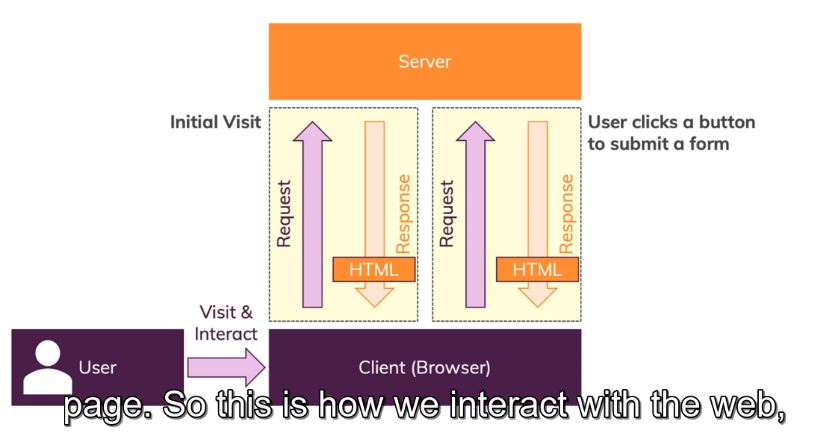 Server
Initial Visit
Request
Response
HTML
Request
Response
HTML
User clicks a button
to submit a form
Visit &
Interact
User
Client (Browser)
page. So this is how we interact with the web,